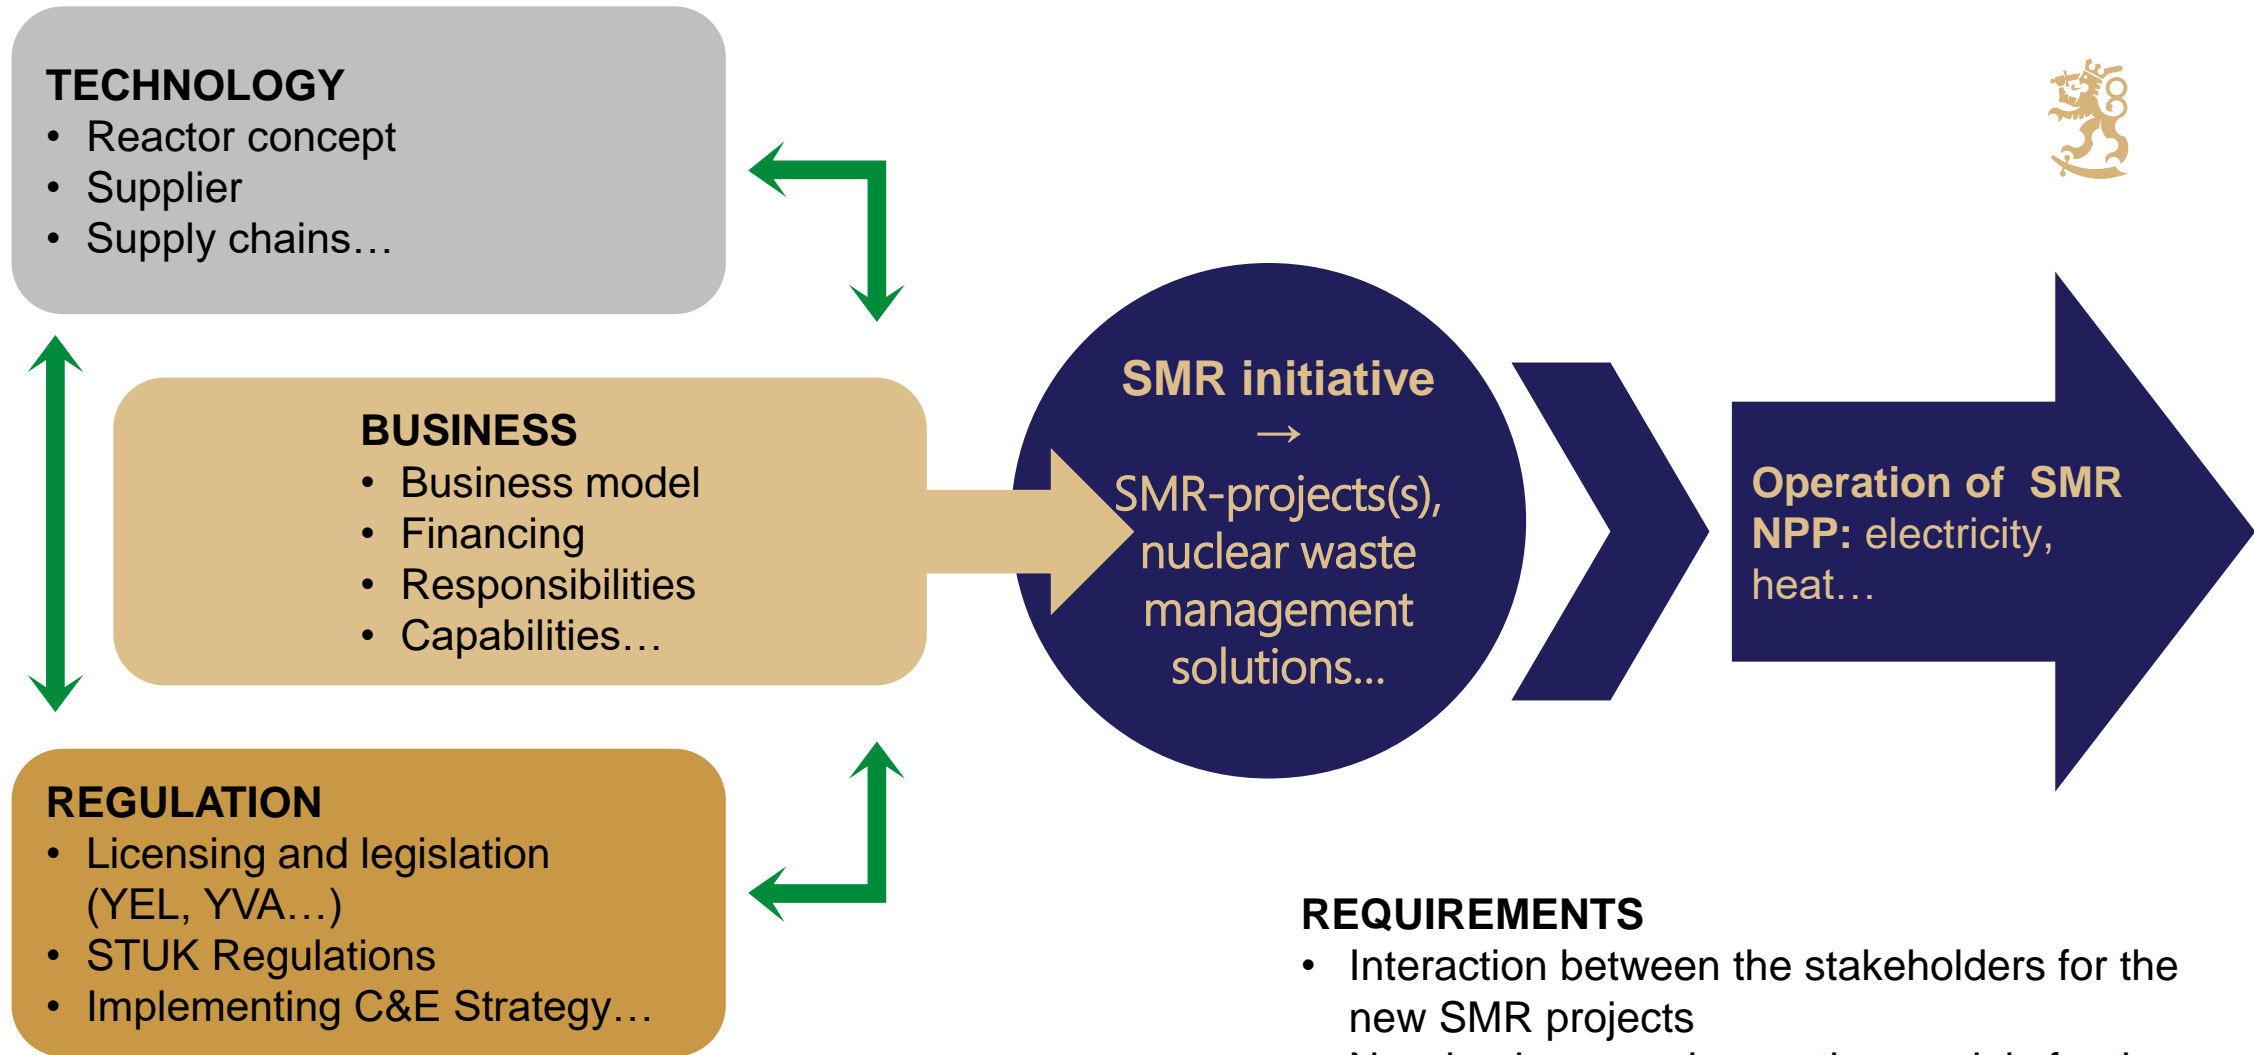 TECHNOLOGY
• Reactor concept
• Supplier
• Supply chains…
BUSINESS
• Business model
• Financing
• Responsibilities
• Capabilities…
REGULATION
• Licensing and legislation
(YEL, YVA…)
• STUK Regulations
• Implementing C&E Strategy…
SMR initiative
→
SMR-projects(s),
nuclear waste
management
solutions…
Operation of SMR
NPP: electricity,
heat…
REQUIREMENTS
• Interaction between the stakeholders for the
new SMR projects